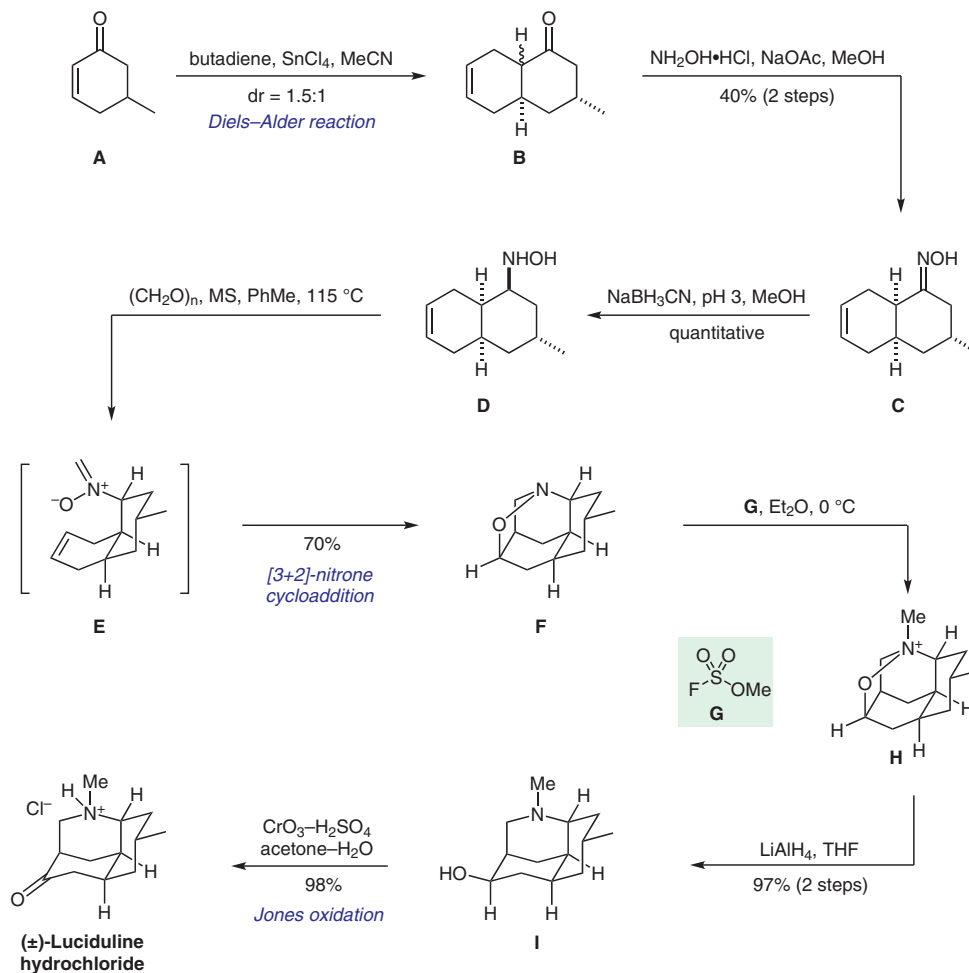 O
A
butadiene, SnCl4, MeCN
dr = 1.5:1
Diels–Alder reaction
H
O
H
B
NH2OH•HCl, NaOAc, MeOH
40% (2 steps)
(CH2O)n, MS, PhMe, 115 °C
NHOH
H
H
D
NaBH3CN, pH 3, MeOH
quantitative
NOH
H
H
C
H
N+
–O
H
H
E
70%
[3+2]-nitrone
cycloaddition
N
H
O
H
H
H
F
G, Et2O, 0 °C
O O
S
F OMe
G
Me
H
N+
O
H
H
H
H
LiAlH4, THF
97% (2 steps)
Me
N
H
H
HO
H
H
I
CrO3–H2SO4
acetone–H2O
98%
Jones oxidation
Me
H
Cl–
N+
H
H
O
H
(±)-Luciduline
hydrochloride